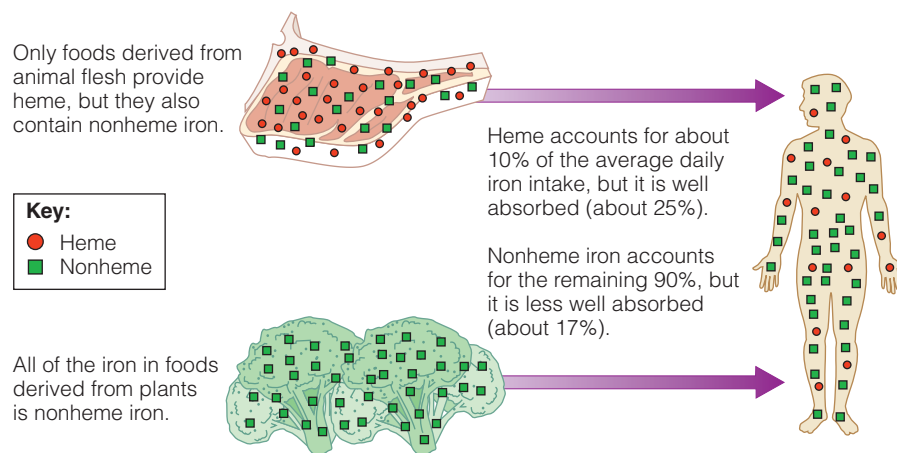 Only foods derived from
animal flesh provide
heme, but they also
contain nonheme iron.
Key:
Heme
Nonheme
Heme accounts for about
10% of the average daily
iron intake, but it is well
absorbed (about 25%).
Nonheme iron accounts
for the remaining 90%, but
it is less well absorbed
(about 17%).
All of the iron in foods
derived from plants
is nonheme iron.